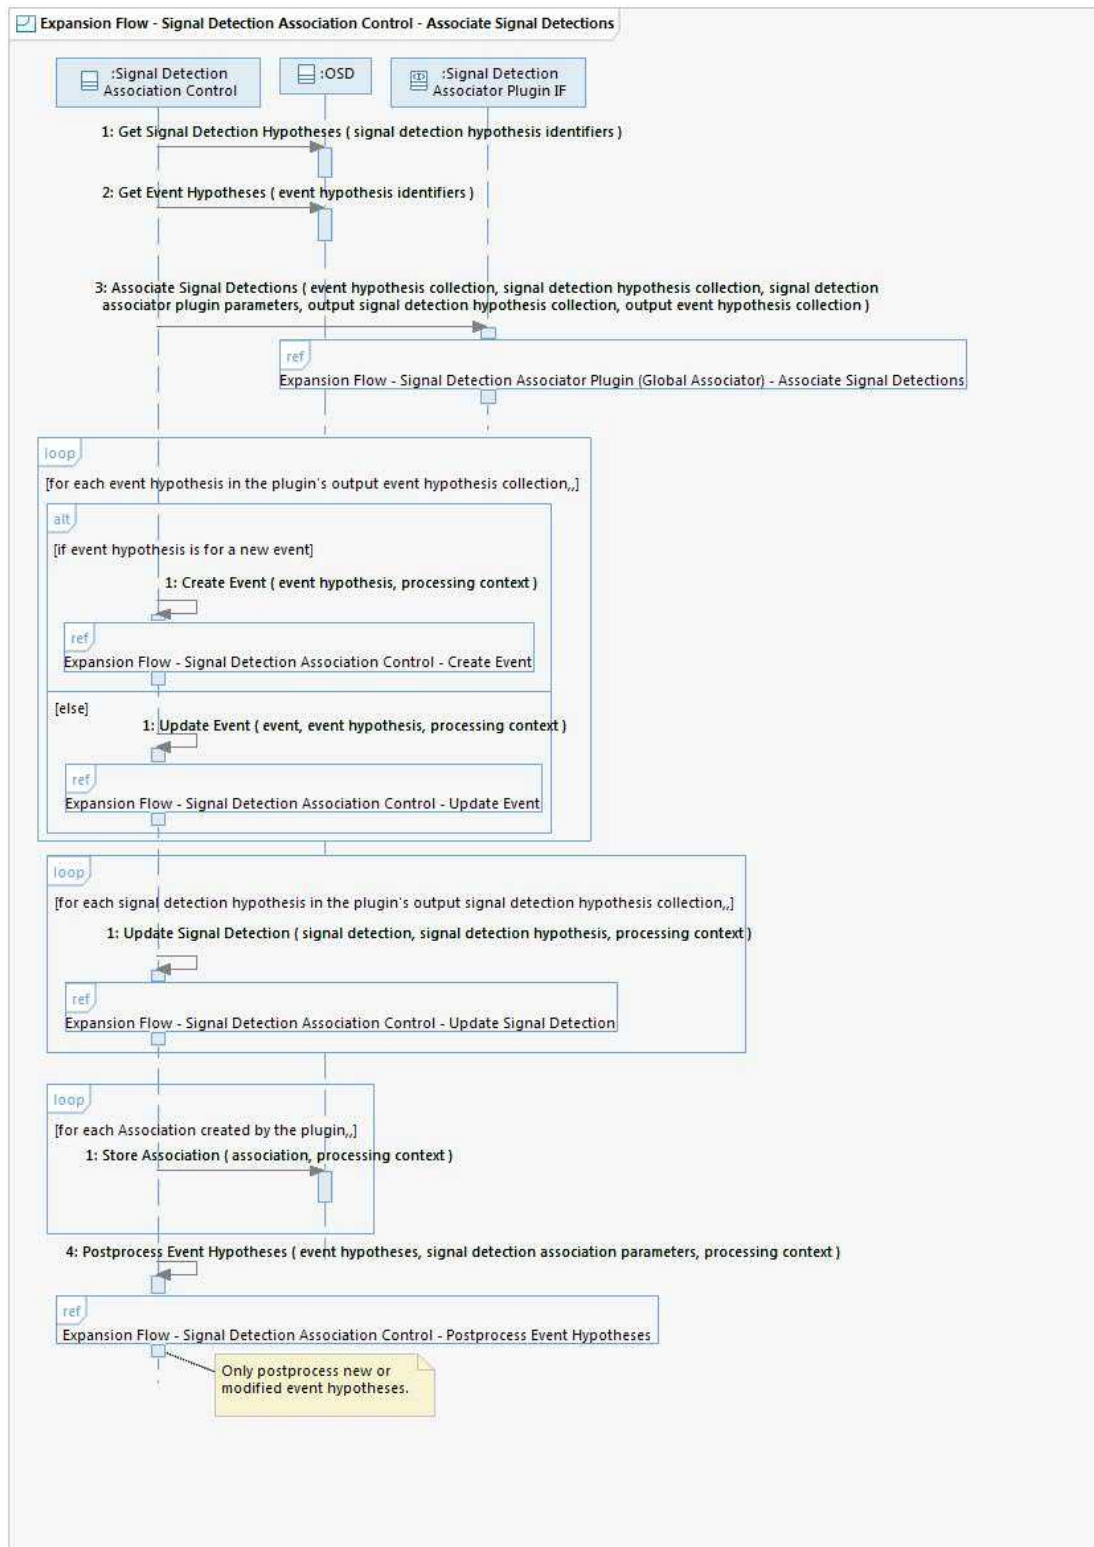 Expansion Flow - Signal Detection Association Control - Associate Signal Detections
:Signal Detection
Association Control
:OSD
:Signal Detection
Associator Plugin IF
1: Get Signal Detection Hypotheses ( signal detection hypothesis identifiers )
2: Get Event Hypotheses ( event hypothesis identifiers )
3: Associate Signal Detections ( event hypothesis collection, signal detection hypothesis collection, signal detection
associator plugin parameters, output signal detection hypothesis collection, output event hypothesis collection )
ref
Expansion Flow - Signal Detection Associator Plugin (Global Associator) - Associate Signal Detections
loop
[for each event hypothesis in the plugin's output event hypothesis collection,,]
alt
[if event hypothesis is for a new event]
1: Create Event ( event hypothesis, processing context )
ref
Expansion Flow - Signal Detection Association Control - Create Event
[else]
1: Update Event ( event, event hypothesis, processing context )
ref
Expansion Flow - Signal Detection Association Control - Update Event
loop
[for each signal detection hypothesis in the plugin's output signal detection hypothesis collection,,]
1: Update Signal Detection ( signal detection, signal detection hypothesis, processing context )
ref
Expansion Flow - Signal Detection Association Control - Update Signal Detection
loop
[for each Association created by the plugin,,]
1: Store Association ( association, processing context )
4: Postprocess Event Hypotheses ( event hypotheses, signal detection association parameters, processing context )
ref
Expansion Flow - Signal Detection Association Control - Postprocess Event Hypotheses
Only postprocess new or
modified event hypotheses.